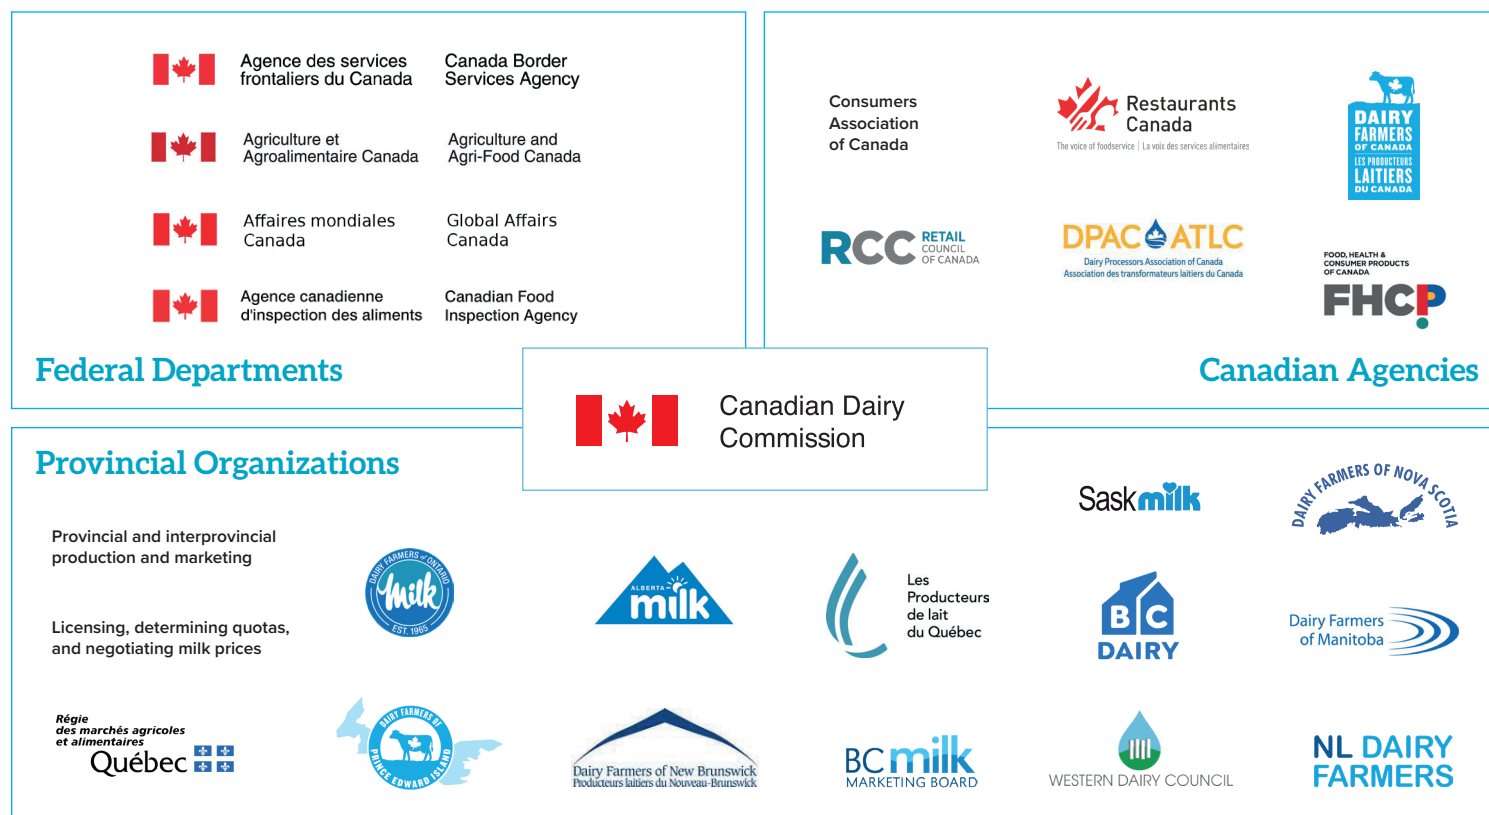 Agence des services
frontaliers du Canada
Canada Border
Services Agency
Agriculture et
Agroalimentaire Canada
Agriculture and
Agri-Food Canada
Affaires mondiales
Canada
Global Affairs
Canada
Agence canadienne
d'inspection des aliments
Canadian Food
Inspection Agency
Federal Departments
Consumers
Association
of Canada
Restaurants
Canada
The voice of foodservice | La voix des services alimentaires
DAIRY
FARMERS
OF CANADA
LES PRODUCTEURS
LAITIERS
DU CANADA
RCC RETAIL
COUNCIL
OF CANADA
DPAC ATLC
Dairy Processors Association of Canada
Association des transformateurs laitiers du Canada
FOOD, HEALTH &
CONSUMER PRODUCTS
OF CANADA
FHCP
Canadian Agencies
Canadian Dairy
Commission
Provincial Organizations
Provincial and interprovincial
production and marketing
Licensing, determining quotas,
and negotiating milk prices
Saskmilk
DAIRY FARMERS OF NOVA SCOTIA
DAIRY FARMERS of ONTARIO
Milk
EST. 1965
ALBERTA
milk
Les
Producteurs
de lait
du Québec
BC
DAIRY
Dairy Farmers
of Manitoba
Régie
des marchés agricoles
et alimentaires
Québec
DAIRY FARMERS OF
PRINCE EDWARD ISLAND
Dairy Farmers of New Brunswick
Producteurs laitiers du Nouveau-Brunswick
BC milk
MARKETING BOARD
WESTERN DAIRY COUNCIL
NL DAIRY
FARMERS